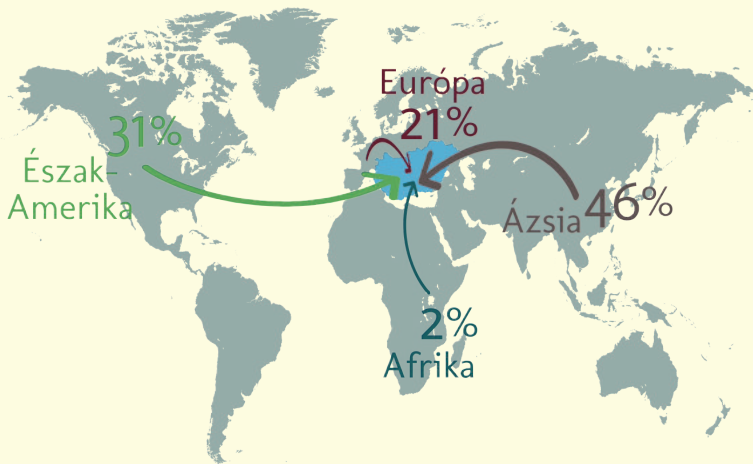 Európa
21%
31%
Észak-
Amerika
Ázsia 46%
2%
Afrika